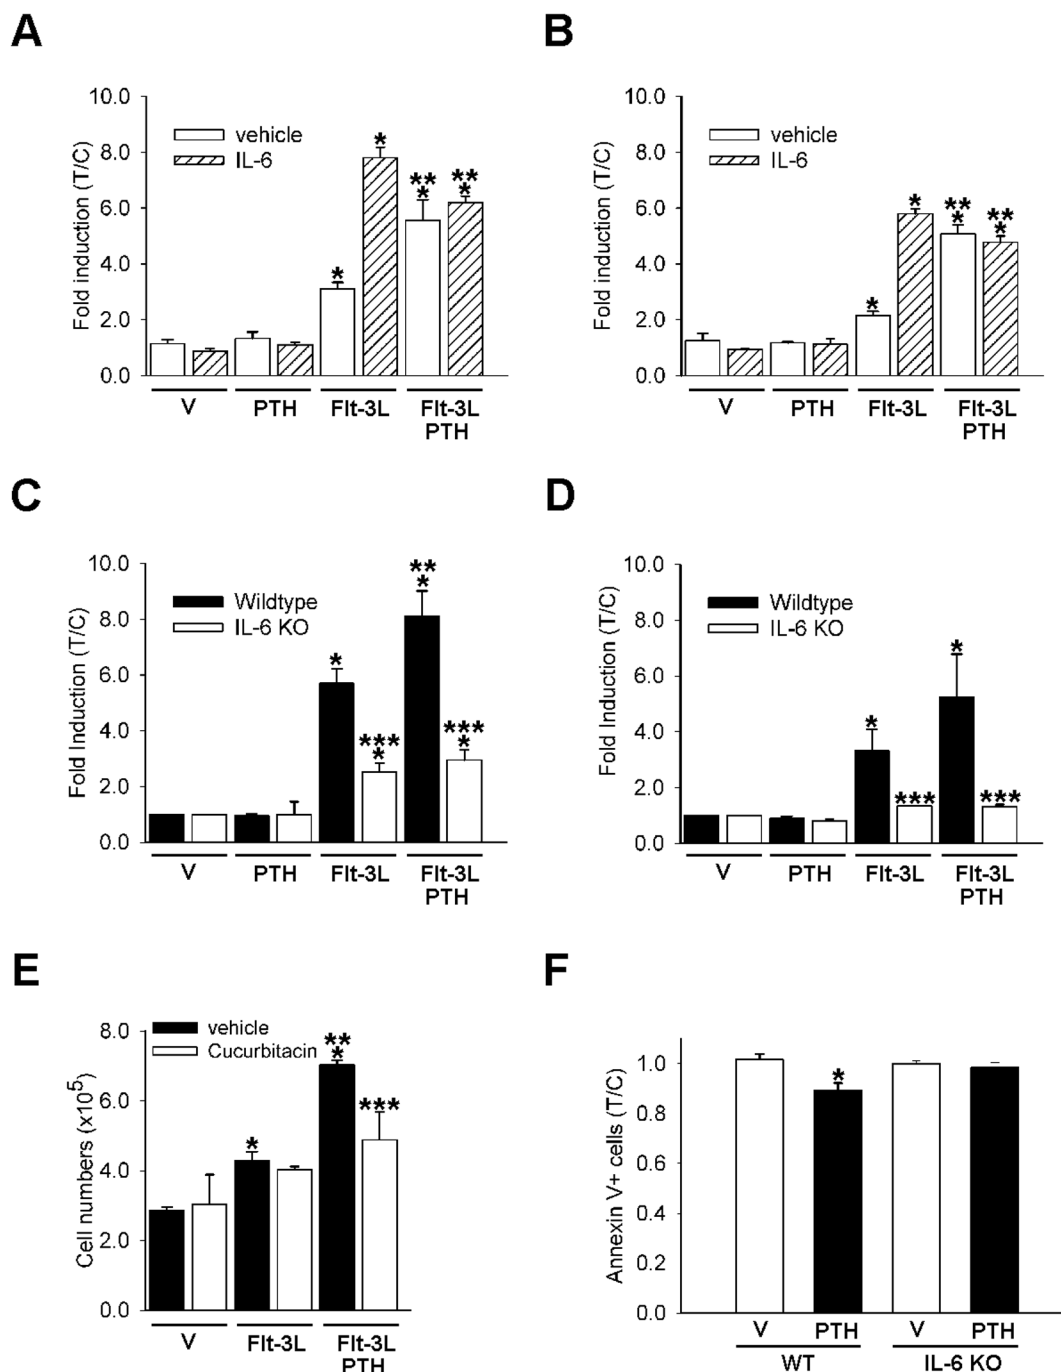 A
Fold induction (T/C)
10.0
8.0
6.0
4.0
2.0
0.0
vehicle
IL-6
*
*
**
*
**
*
V
PTH
Flt-3L
Flt-3L
PTH
B
Fold induction (T/C)
10.0
8.0
6.0
4.0
2.0
0.0
vehicle
IL-6
*
*
**
*
**
*
V
PTH
Flt-3L
Flt-3L
PTH
C
Fold Induction (T/C)
10.0
8.0
6.0
4.0
2.0
0.0
Wildtype
IL-6 KO
*
***
*
**
*
***
*
V
PTH
Flt-3L
Flt-3L
PTH
D
Fold Induction (T/C)
10.0
8.0
6.0
4.0
2.0
0.0
Wildtype
IL-6 KO
*
***
*
***
V
PTH
Flt-3L
Flt-3L
PTH
E
Cell numbers (x10⁵)
8.0
6.0
4.0
2.0
0.0
vehicle
Cucurbitacin
*
**
*
***
V
Flt-3L
Flt-3L
PTH
F
Annexin V+ cells (T/C)
1.0
0.8
0.6
0.4
0.2
0.0
*
V PTH V PTH
WT IL-6 KO